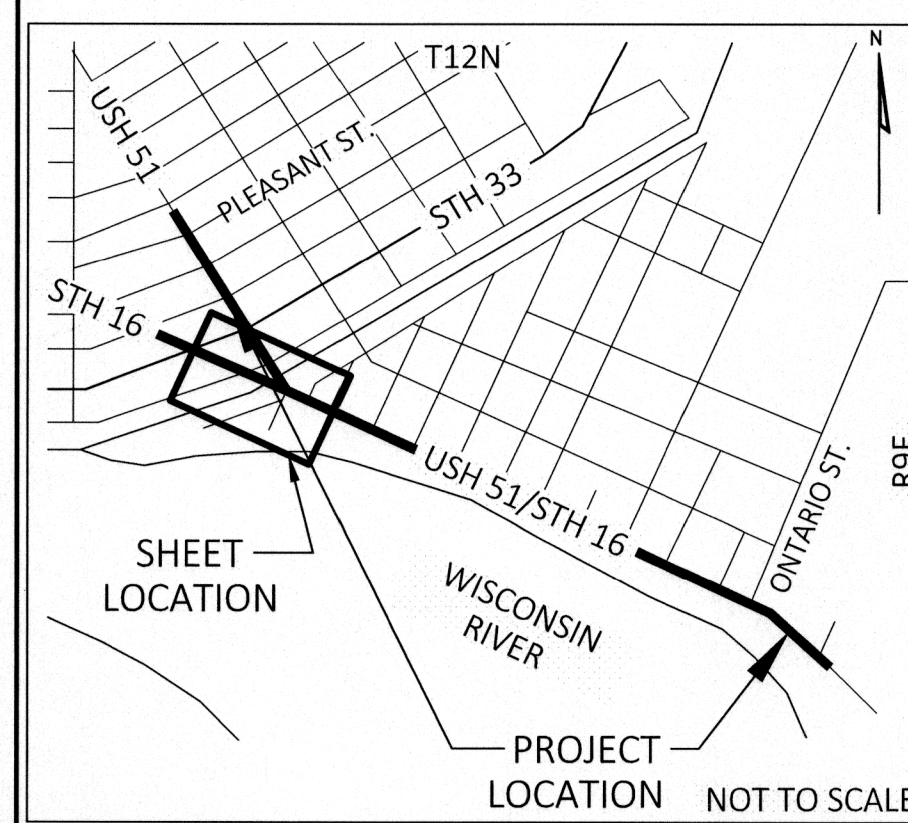 T12N
N
USH 51
PLEASANT ST.
STH 33
STH 16
USH 51/STH 16
ONTARIO ST.
R9E
SHEET
LOCATION
WISCONSIN
RIVER
PROJECT
LOCATION
NOT TO SCALE